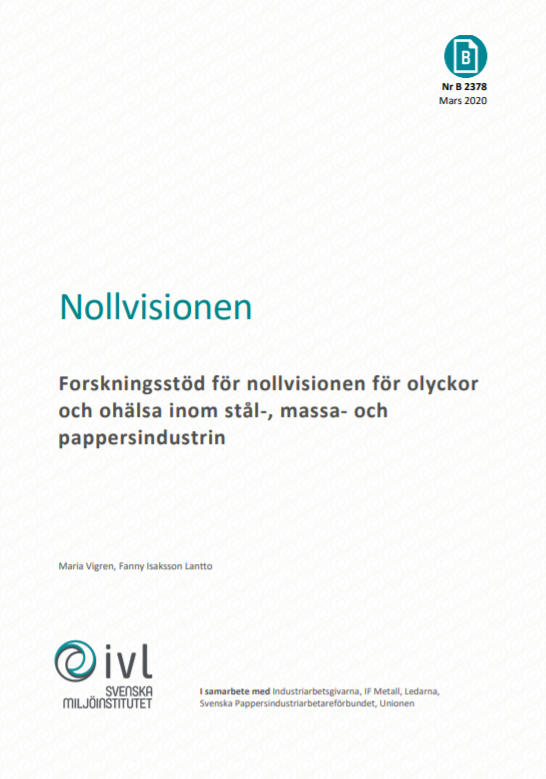 B
Nr B 2378
Mars 2020
Nollvisionen
Forskningsstöd för nollvisionen för olyckor
och ohälsa inom stål-, massa- och
pappersindustrin
Maria Vigren, Fanny Isaksson Lantto
ivl
SVENSKA
MILJÖINSTITUTET
I samarbete med Industriarbetsgivarna, IF Metall, Ledarna,
Svenska Pappersindustriarbetareförbundet, Unionen